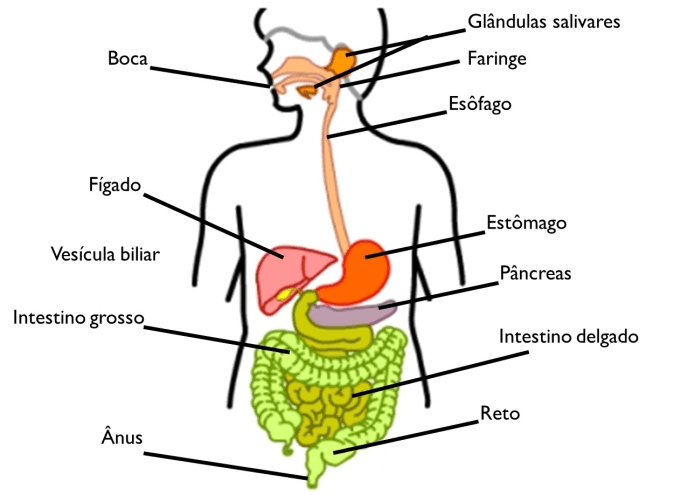 Glândulas salivares
Boca
Faringe
Esôfago
Fígado
Estômago
Vesícula biliar
Pâncreas
Intestino grosso
Intestino delgado
Reto
Ânus